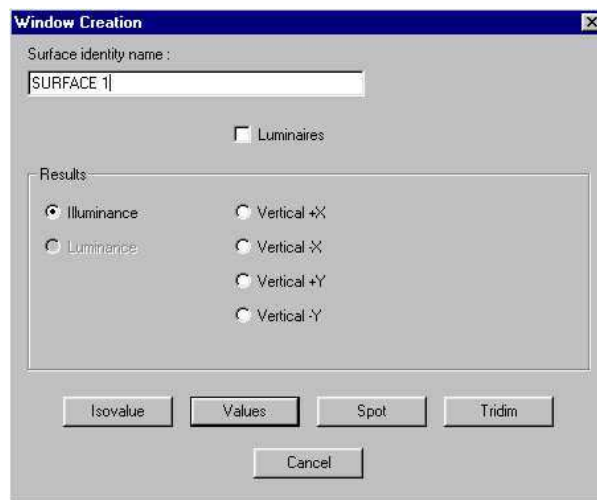 Window Creation
Surface identity name :
SURFACE 1
Luminaires
Results
Illuminance
Vertical +X
Luminance
Vertical -X
Vertical +Y
Vertical -Y
Isovalue
Values
Spot
Tridim
Cancel